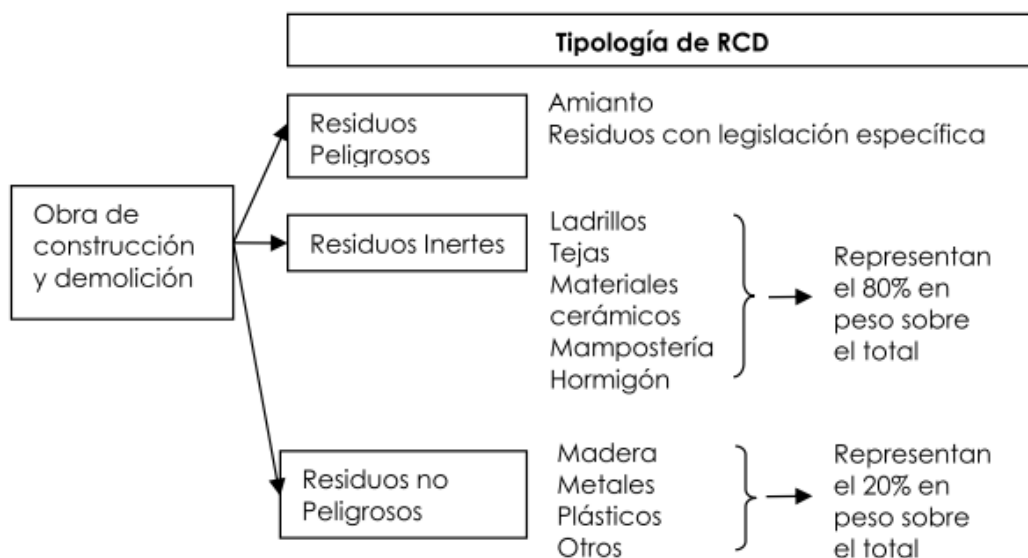 Tipología de RCD
Obra de
construcción
y demolición
Residuos
Peligrosos
Amianto
Residuos con legislación específica
Residuos Inertes
Ladrillos
Tejas
Materiales
cerámicos
Mampostería
Hormigón
Representan
el 80% en
peso sobre
el total
Residuos no
Peligrosos
Madera
Metales
Plásticos
Otros
Representan
el 20% en
peso sobre
el total